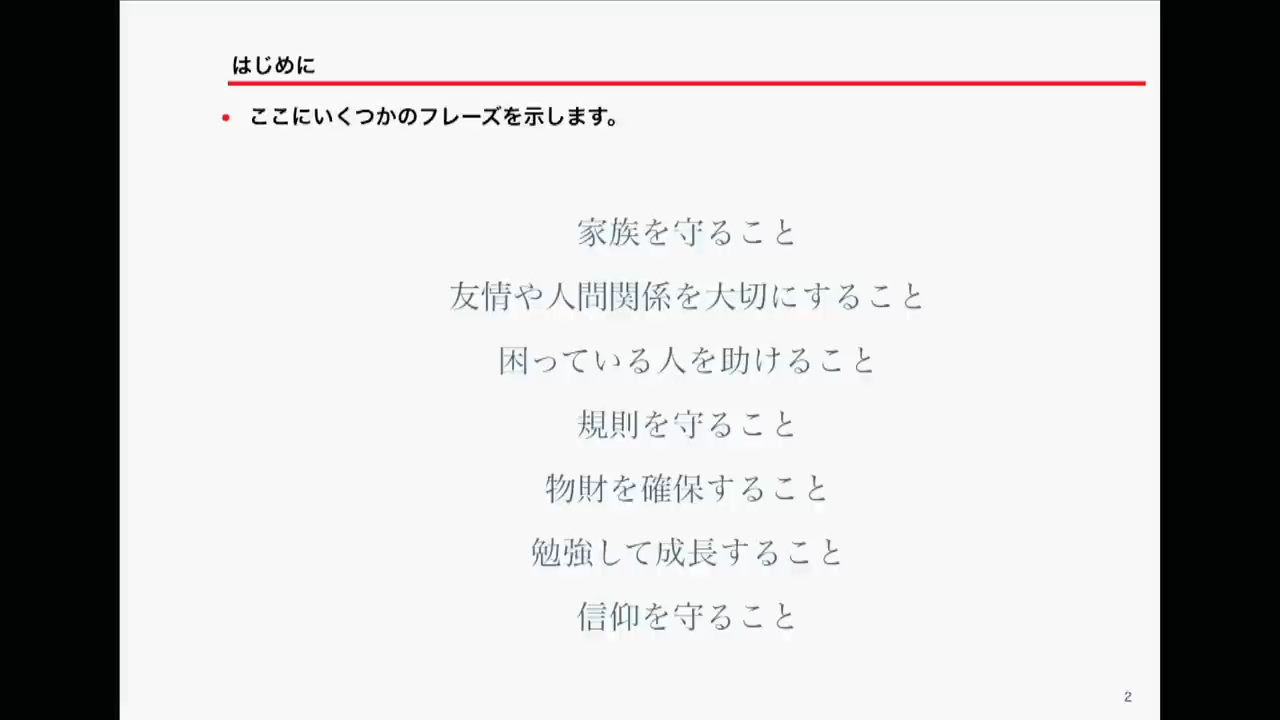 はじめに
• ここにいくつかのフレーズを示します。
家族を守ること
友情や人間関係を大切にすること
困っている人を助けること
規則を守ること
物財を確保すること
勉強して成長すること
信仰を守ること
2